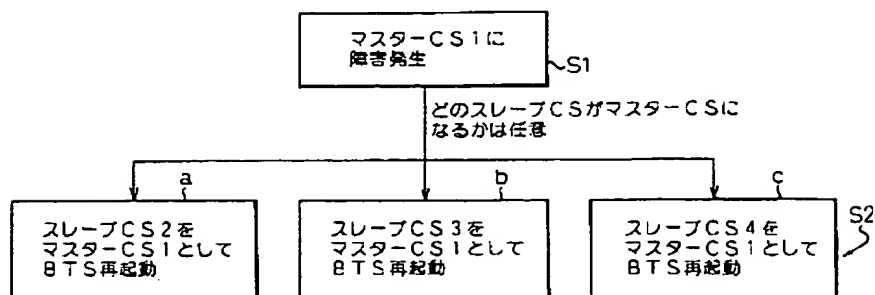 マスターCS1に
障害発生
S1
どのスレーブCSがマスターCSに
なるかは任意
a
b
c
スレーブCS2を
マスターCS1として
BTS再起動
スレーブCS3を
マスターCS1として
BTS再起動
スレーブCS4を
マスターCS1として
BTS再起動
S2